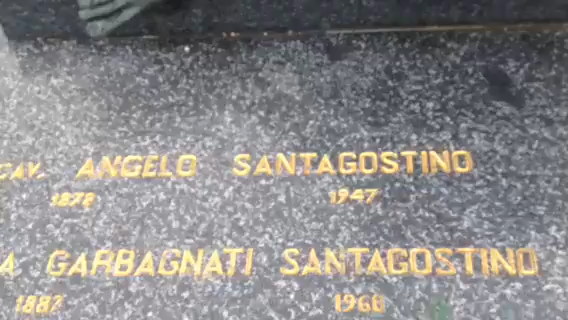 CAV. ANGELO SANTAGOSTINO
1878 1947
A GARBAGNATI SANTAGOSTINO
1887 1968